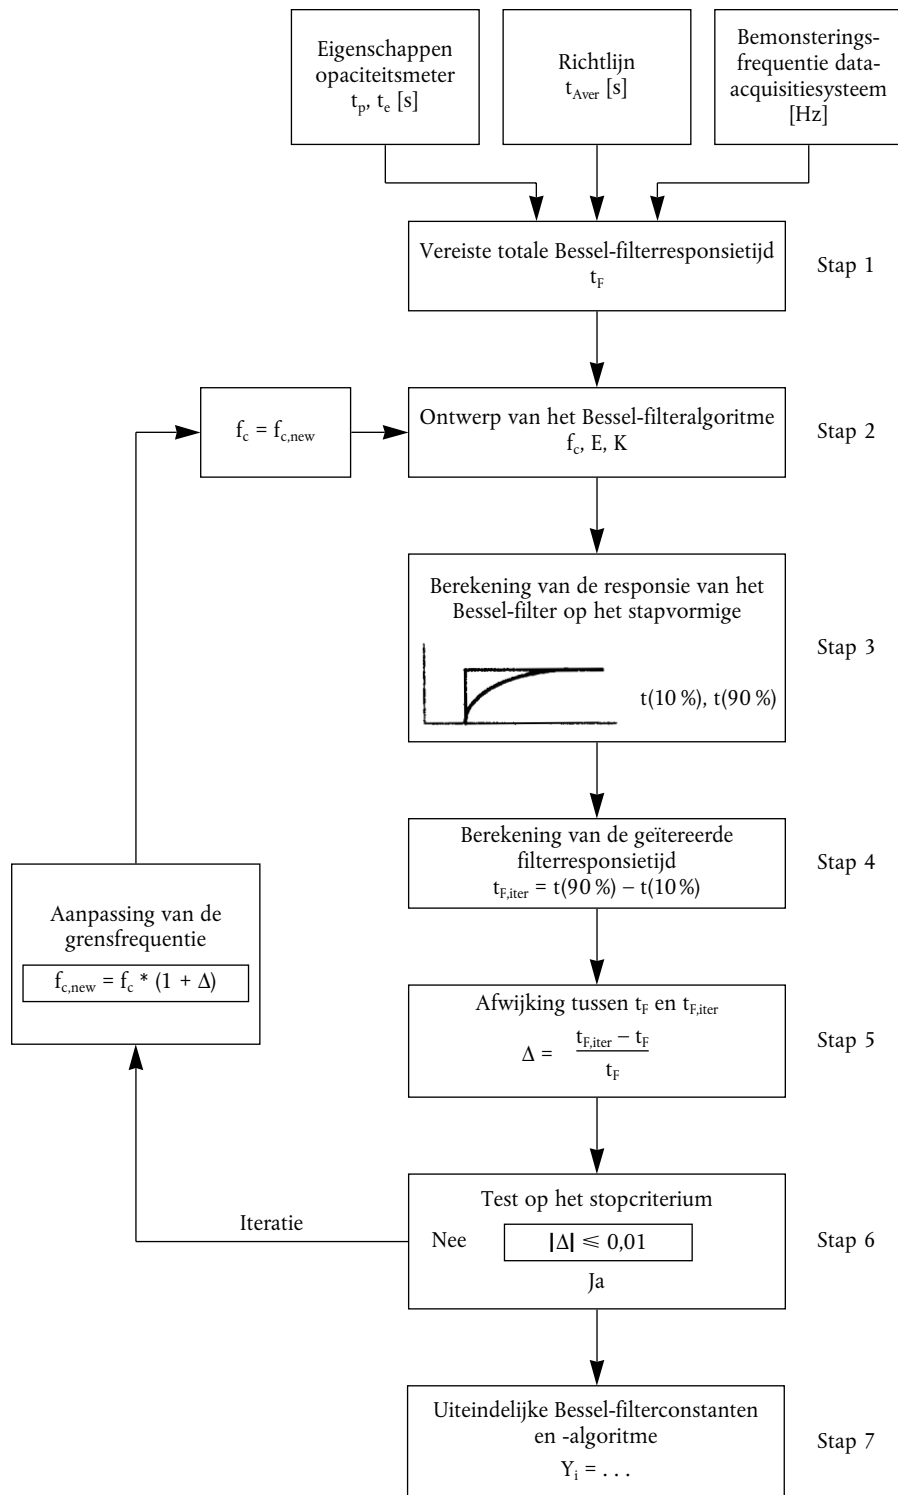 Eigenschappen
opaciteitsmeter
tp, te [s]
Richtlijn
tAver [s]
Bemonsterings-
frequentie data-
acquisitiesysteem
[Hz]
Vereiste totale Bessel-filterresponsietijd
tF
Stap 1
fc = fc,new
Ontwerp van het Bessel-filteralgoritme
fc, E, K
Stap 2
Berekening van de responsie van het
Bessel-filter op het stapvormige
t(10 %), t(90 %)
Stap 3
Berekening van de geïtereerde
filterresponsietijd
tF,iter = t(90 %) – t(10 %)
Stap 4
Aanpassing van de
grensfrequentie
fc,new = fc * (1 + Δ)
Afwijking tussen tF en tF,iter
Δ = (tF,iter – tF) / tF
Stap 5
Test op het stopcriterium
Iteratie
Nee
|Δ| ≤ 0,01
Ja
Stap 6
Uiteindelijke Bessel-filterconstanten
en -algoritme
Yi = . . .
Stap 7